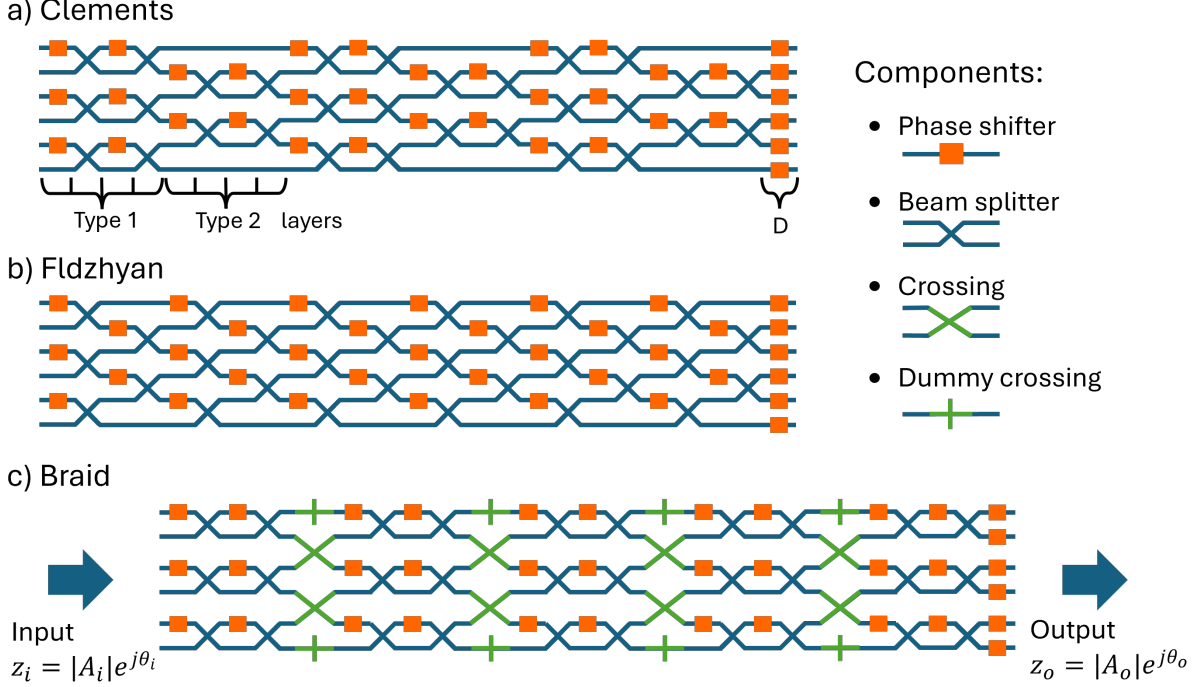 a) Clements
Components:
Phase shifter
Beam splitter
Crossing
Dummy crossing
Type 1
Type 2
layers
D
b) Fldzhyan
c) Braid
Input
z_i = |A_i|e^{jθ_i}
Output
z_o = |A_o|e^{jθ_o}